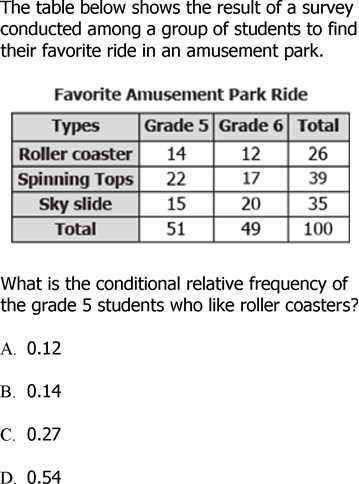 The table below shows the result of a survey
conducted among a group of students to find
their favorite ride in an amusement park.
Favorite Amusement Park Ride
Types Grade 5 Grade 6 Total
Roller coaster 14 12 26
Spinning Tops 22 17 39
Sky slide 15 20 35
Total 51 49 100
What is the conditional relative frequency of
the grade 5 students who like roller coasters?
A. 0.12
B. 0.14
C. 0.27
D. 0.54